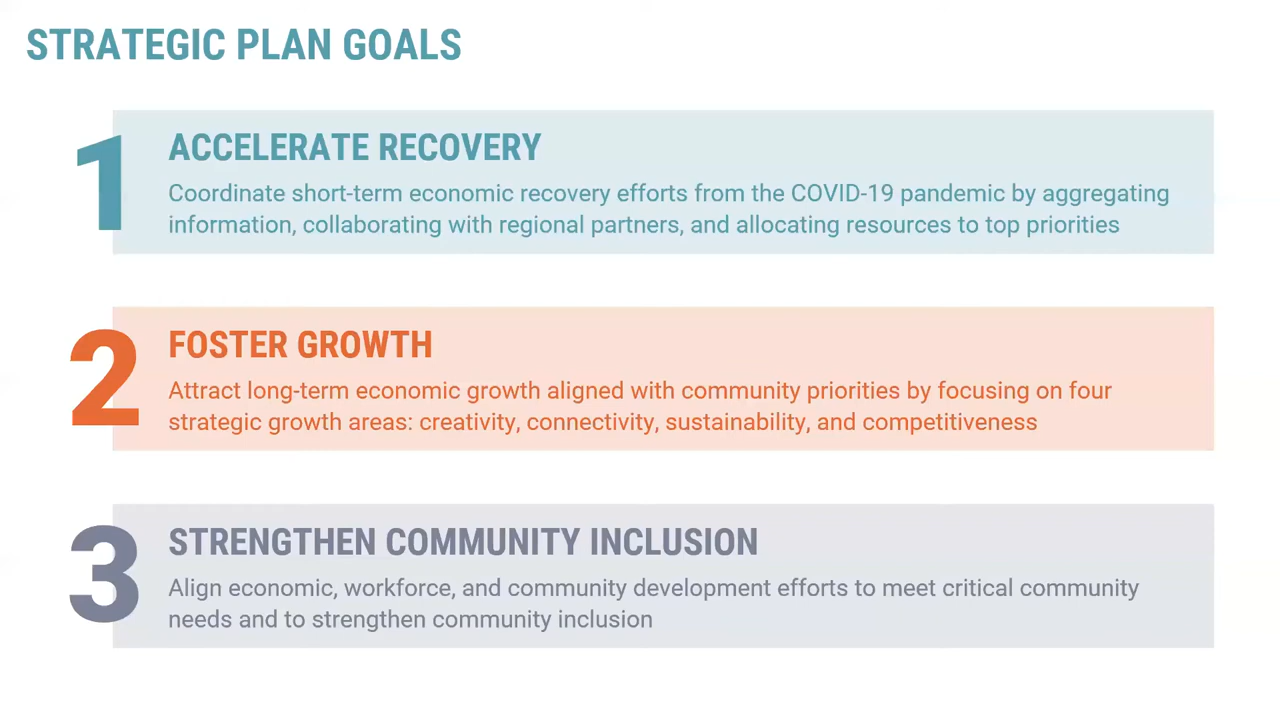 STRATEGIC PLAN GOALS
1
ACCELERATE RECOVERY
Coordinate short-term economic recovery efforts from the COVID-19 pandemic by aggregating
information, collaborating with regional partners, and allocating resources to top priorities
2
FOSTER GROWTH
Attract long-term economic growth aligned with community priorities by focusing on four
strategic growth areas: creativity, connectivity, sustainability, and competitiveness
3
STRENGTHEN COMMUNITY INCLUSION
Align economic, workforce, and community development efforts to meet critical community
needs and to strengthen community inclusion